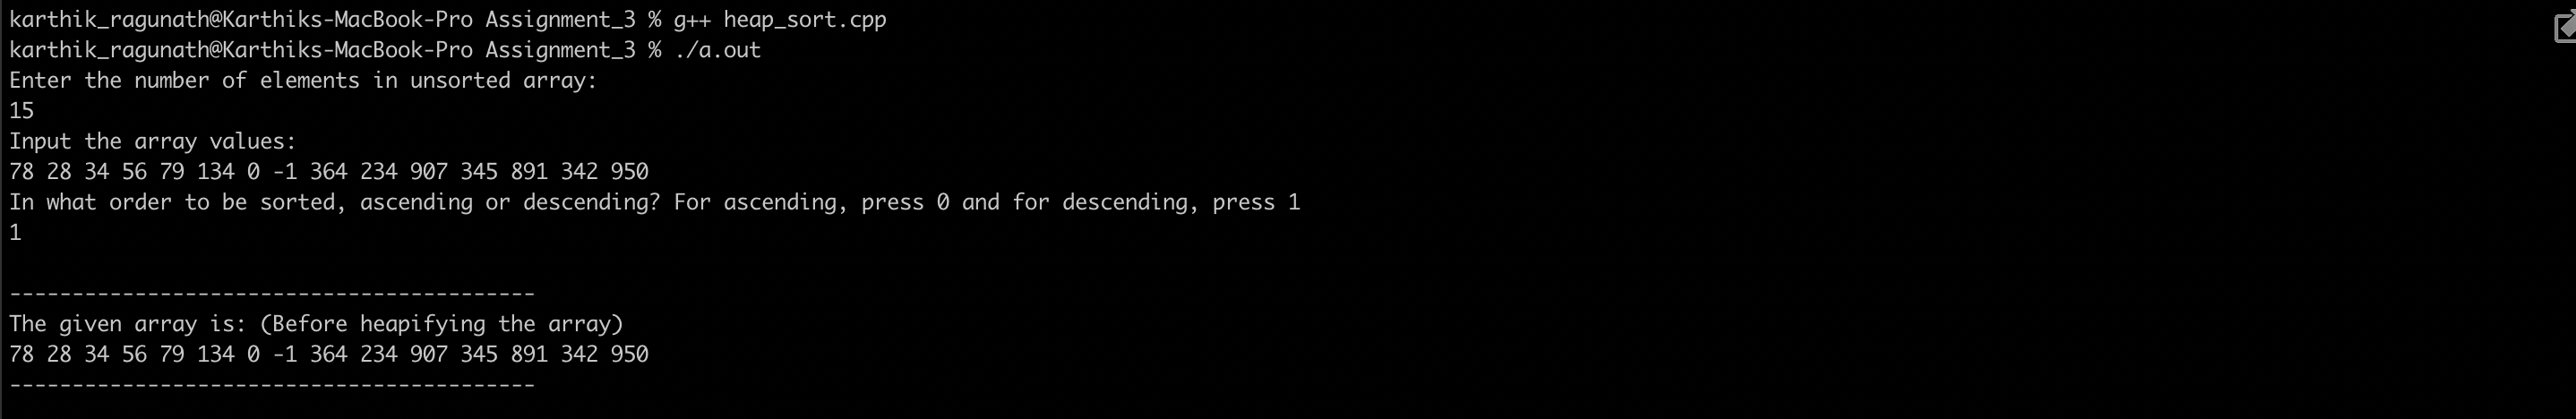 karthik_ragunath@Karthiks-MacBook-Pro Assignment_3 % g++ heap_sort.cpp
karthik_ragunath@Karthiks-MacBook-Pro Assignment_3 % ./a.out
Enter the number of elements in unsorted array:
15
Input the array values:
78 28 34 56 79 134 0 -1 364 234 907 345 891 342 950
In what order to be sorted, ascending or descending? For ascending, press 0 and for descending, press 1
1
------------------------------------------
The given array is: (Before heapifying the array)
78 28 34 56 79 134 0 -1 364 234 907 345 891 342 950
------------------------------------------